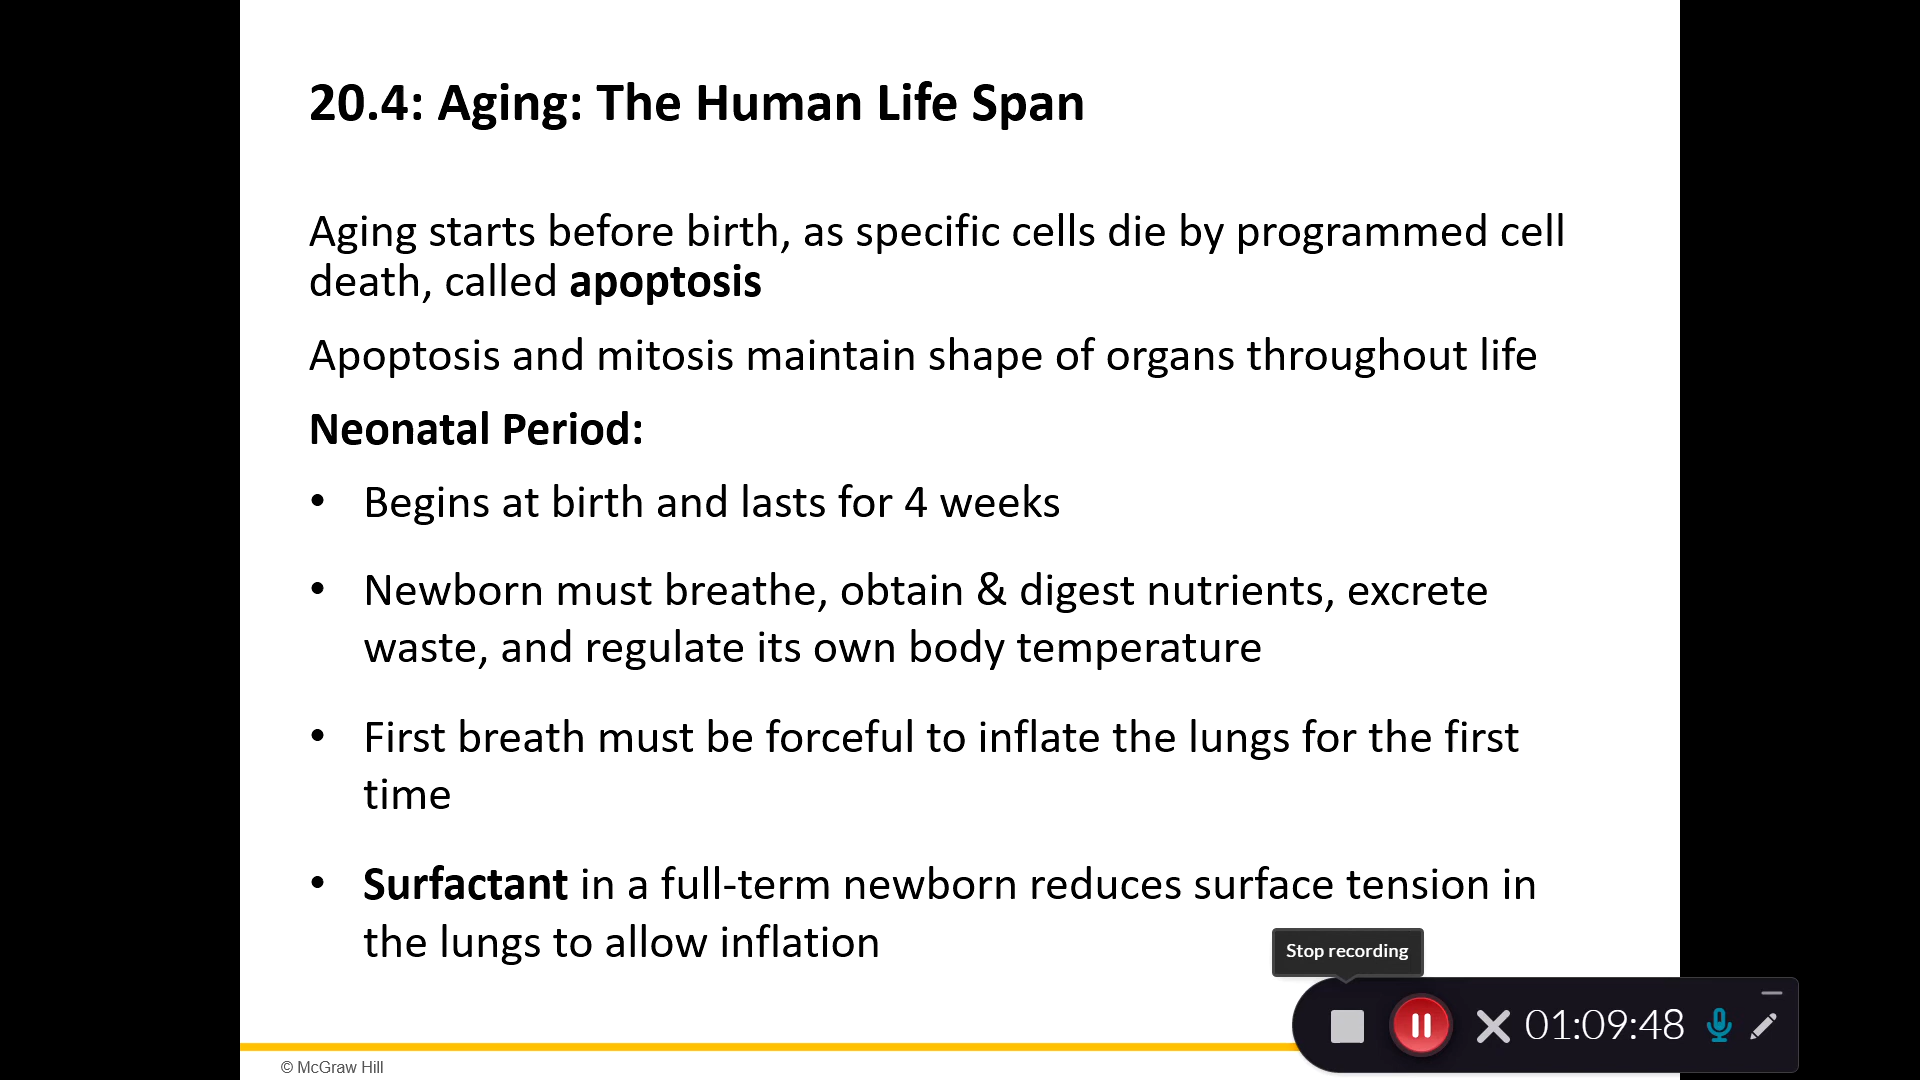 20.4: Aging: The Human Life Span
Aging starts before birth, as specific cells die by programmed cell
death, called apoptosis
Apoptosis and mitosis maintain shape of organs throughout life
Neonatal Period:
• Begins at birth and lasts for 4 weeks
• Newborn must breathe, obtain & digest nutrients, excrete
waste, and regulate its own body temperature
• First breath must be forceful to inflate the lungs for the first
time
• Surfactant in a full-term newborn reduces surface tension in
the lungs to allow inflation
Stop recording
01:09:48
© McGraw Hill